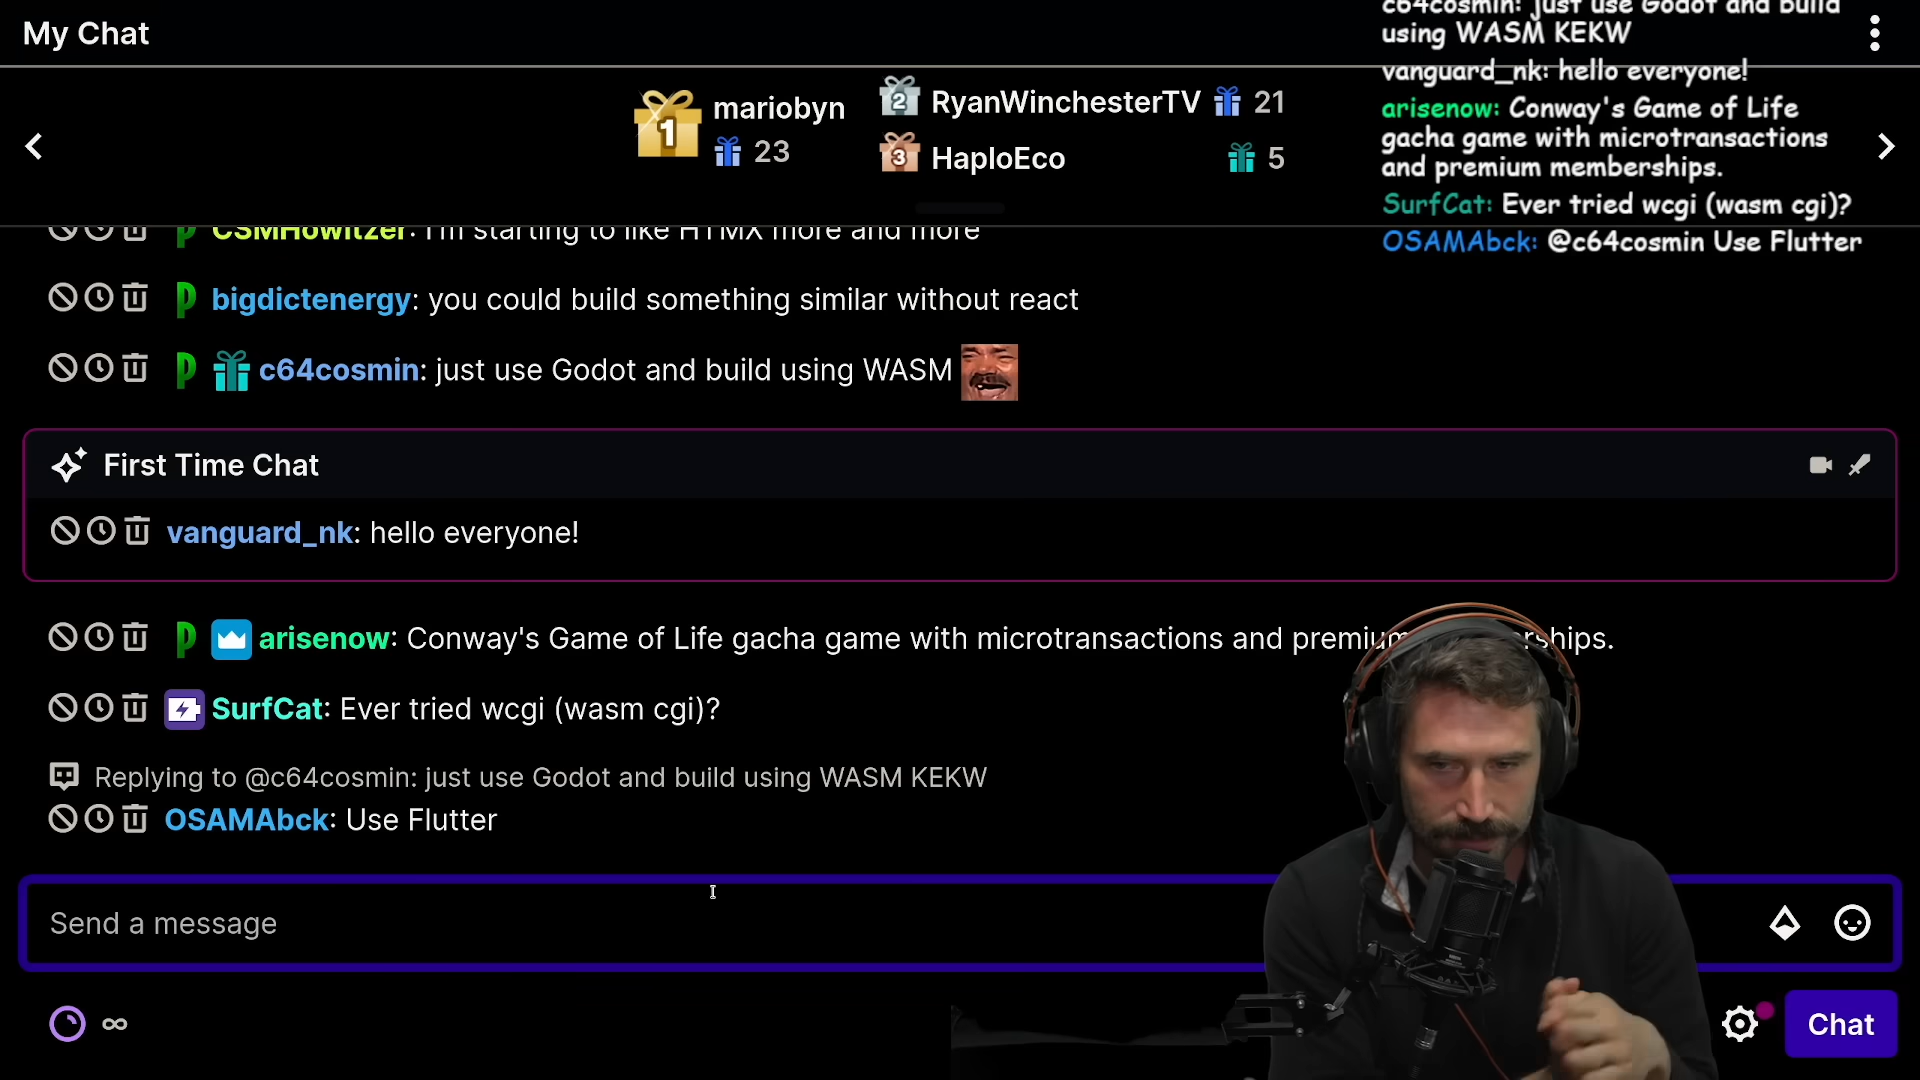 My Chat
c64cosmin: just use Godot and build
using WASM KEKW
vanguard_nk: hello everyone!
arisenow: Conway's Game of Life
gacha game with microtransactions
and premium memberships.
SurfCat: Ever tried wcgi (wasm cgi)?
OSAMAbck: @c64cosmin Use Flutter
1 mariobyn
23
2 RyanWinchesterTV 21
3 HaploEco 5
CSMHowitzer: I'm starting to like HTMX more and more
bigdictenergy: you could build something similar without react
c64cosmin: just use Godot and build using WASM
First Time Chat
vanguard_nk: hello everyone!
arisenow: Conway's Game of Life gacha game with microtransactions and premium memberships.
SurfCat: Ever tried wcgi (wasm cgi)?
Replying to @c64cosmin: just use Godot and build using WASM KEKW
OSAMAbck: Use Flutter
Send a message
∞
Chat